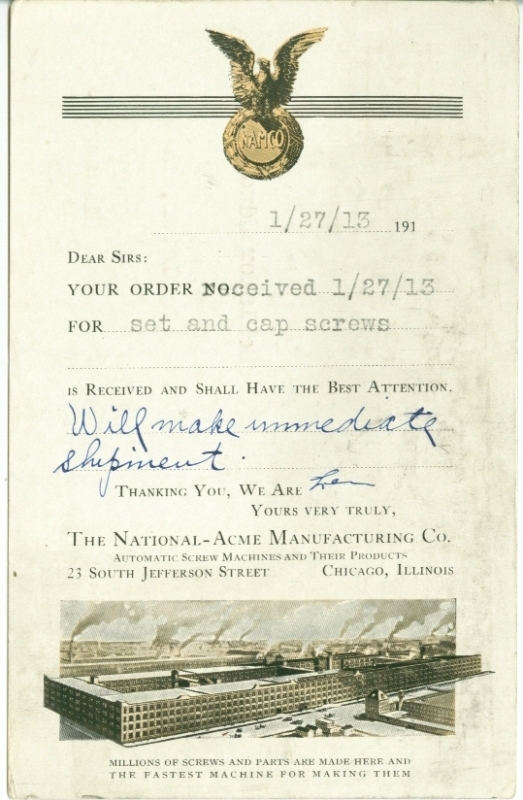 NAMCO
1/27/13 191
DEAR SIRS:
YOUR ORDER NO. received 1/27/13
FOR set and cap screws
IS RECEIVED AND SHALL HAVE THE BEST ATTENTION.
Will make immediate
shipment.
THANKING YOU, WE ARE
YOURS VERY TRULY,
THE NATIONAL-ACME MANUFACTURING CO.
AUTOMATIC SCREW MACHINES AND THEIR PRODUCTS
23 SOUTH JEFFERSON STREET CHICAGO, ILLINOIS
MILLIONS OF SCREWS AND PARTS ARE MADE HERE AND
THE FASTEST MACHINE FOR MAKING THEM